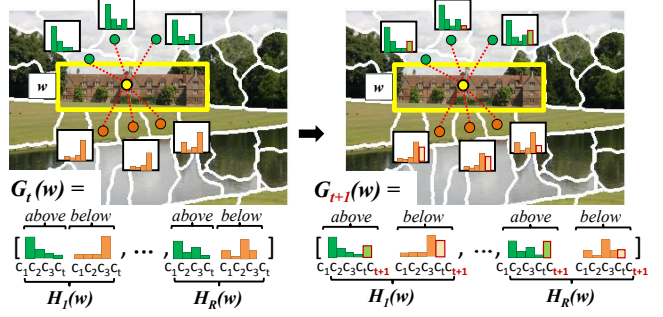 w
w
G_t(w) =
G_{t+1}(w) =
above below above below
above below above below
[ , ... , ]
[ , ..., ]
C1C2C3Ct C1C2C3Ct C1C2C3Ct C1C2C3Ct
C1C2C3CtCt+1 C1C2C3CtCt+1 C1C2C3CtCt+1 C1C2C3CtCt+1
H_1(w) H_R(w)
H_1(w) H_R(w)